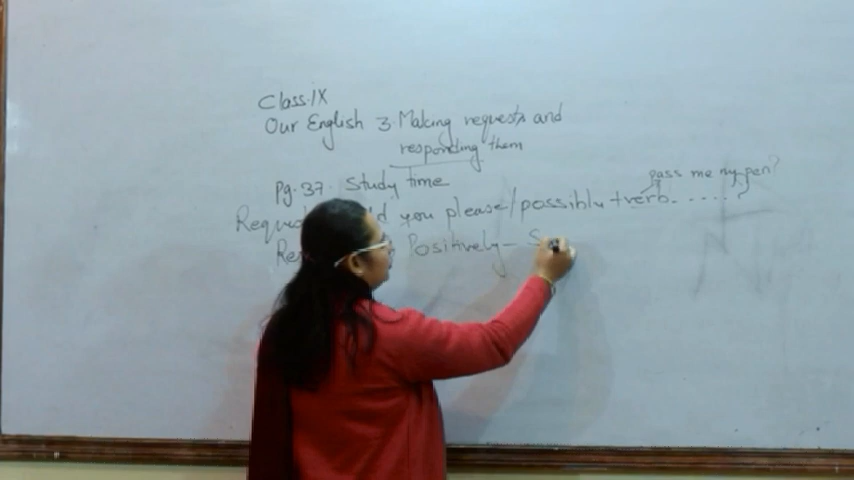 Class-IX
Our English 3 Making requests and
responding them
Pg. 37. Study time
pass me my pen?
you please/possibly + verb. . . . . . ?
Positively - S